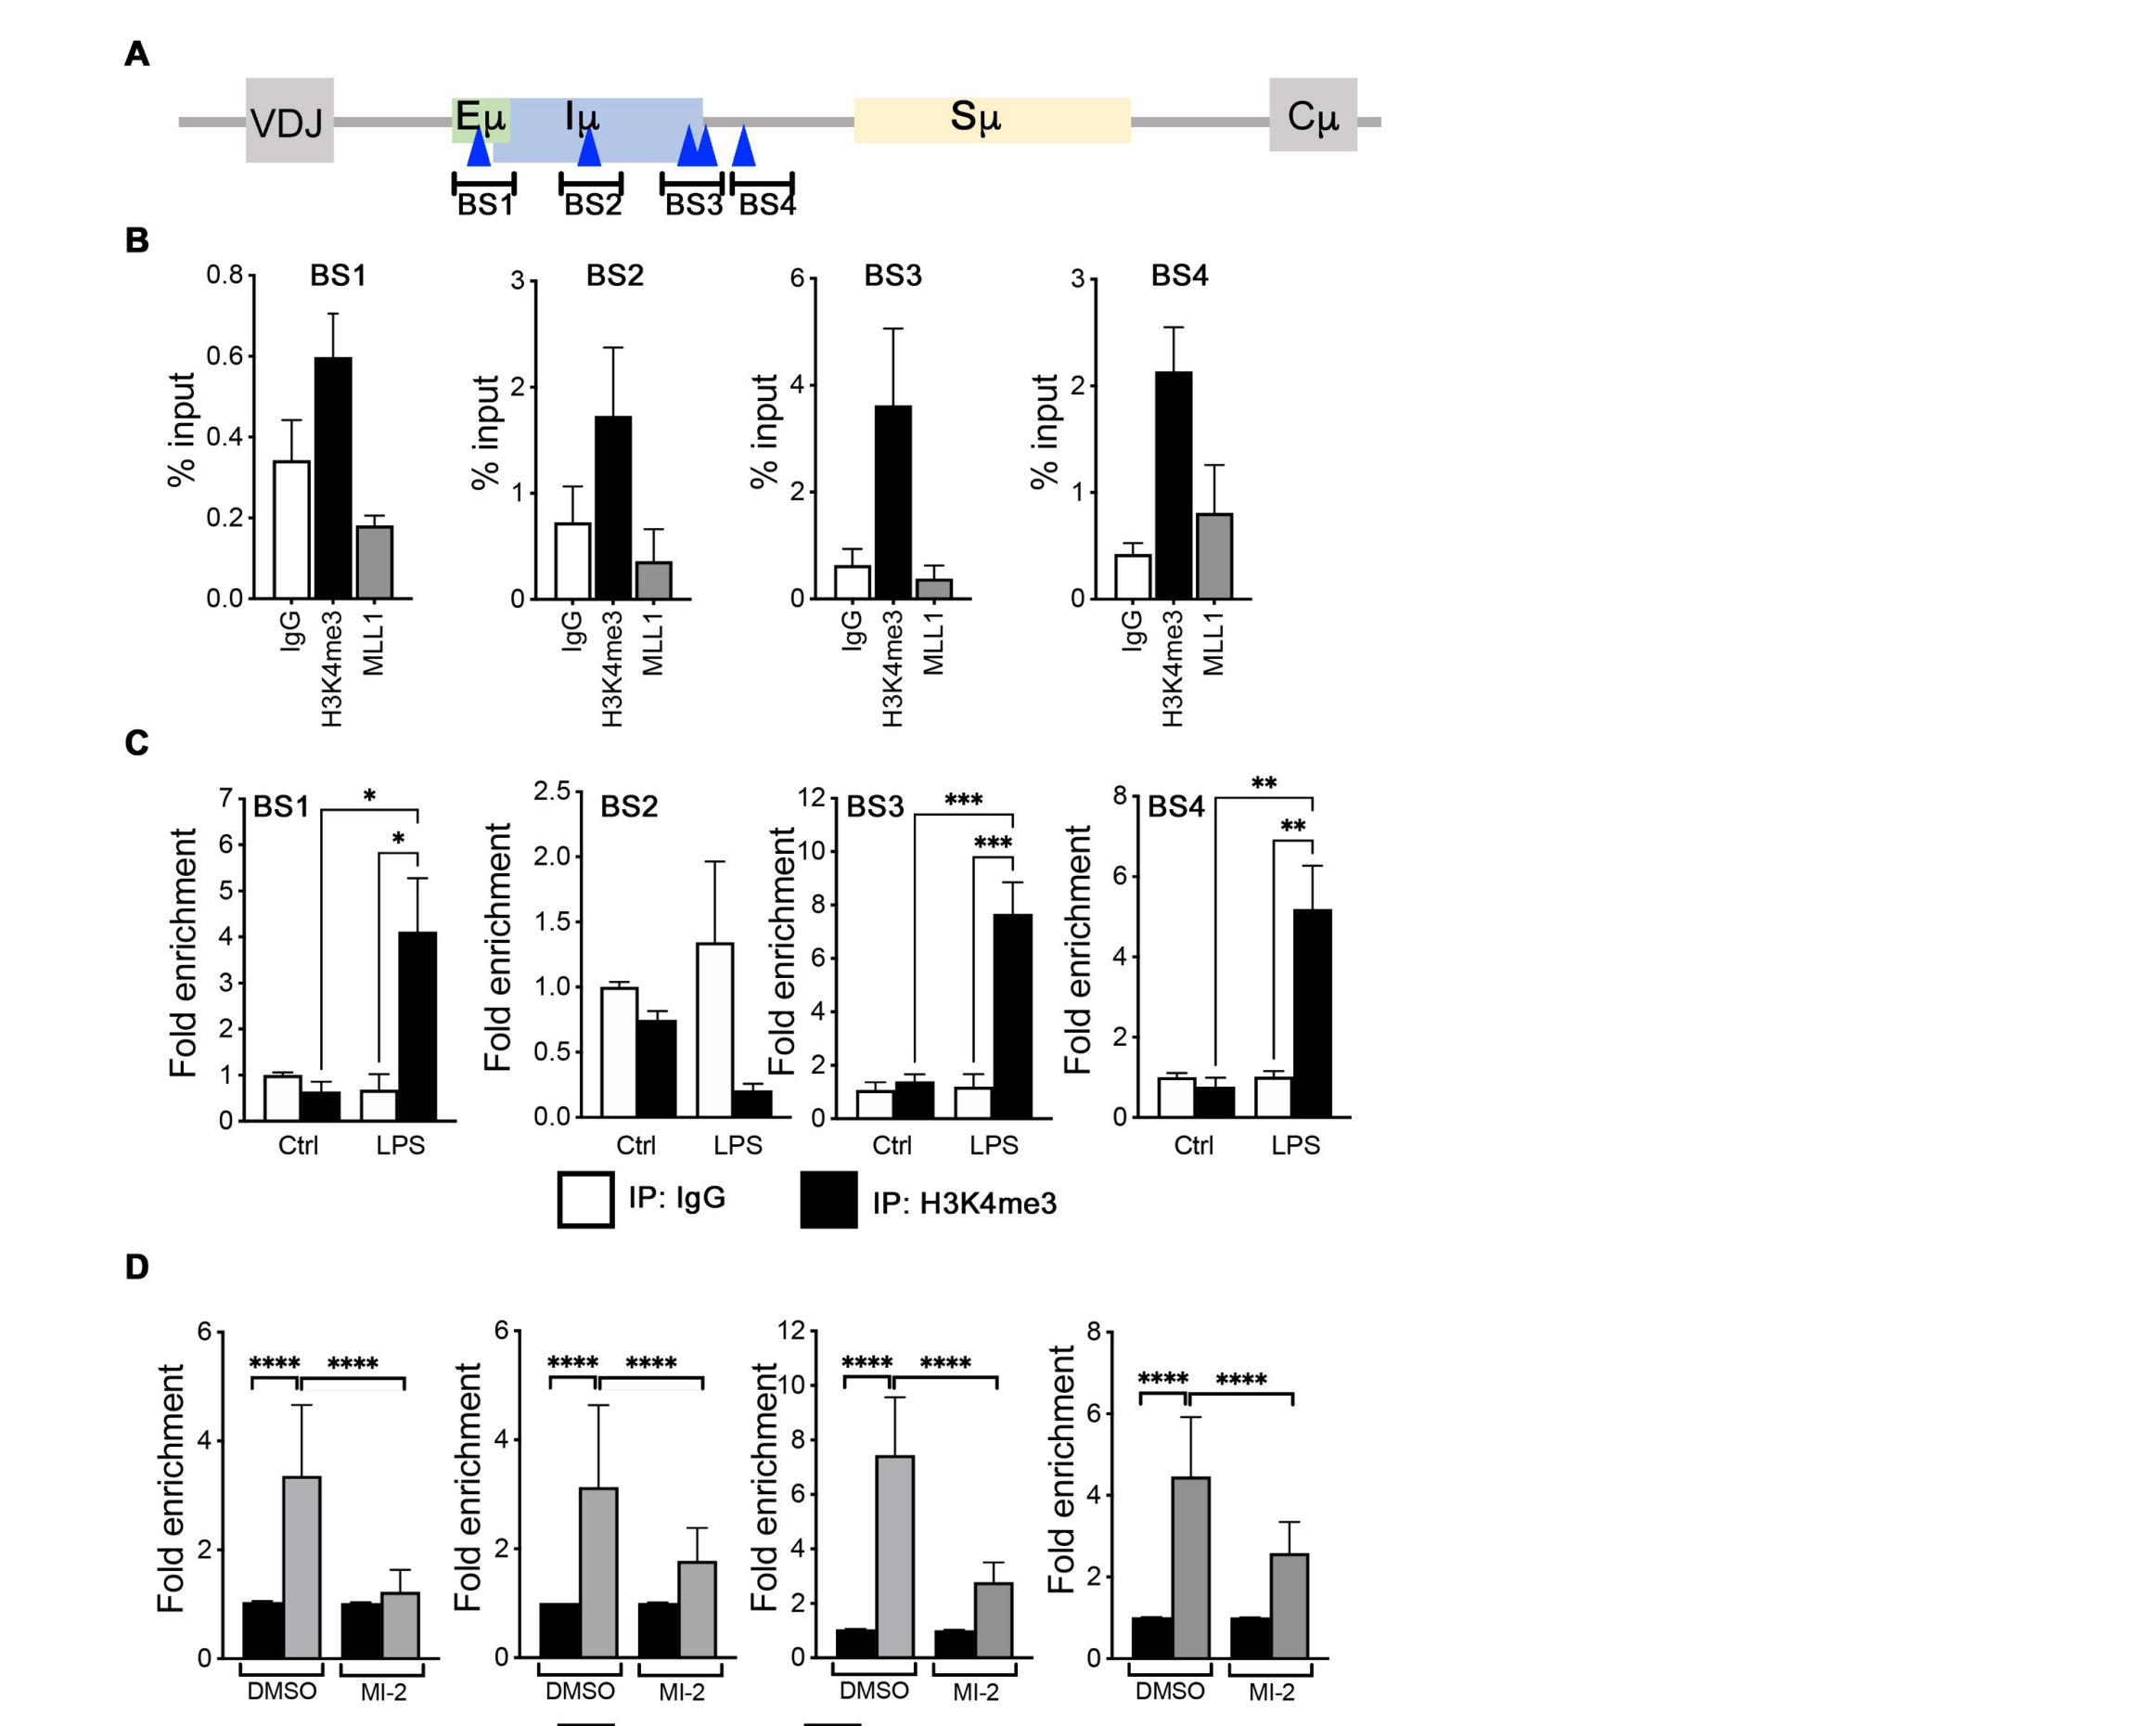 A
VDJ Eμ Iμ Sμ Cμ
BS1 BS2 BS3 BS4
B
BS1 BS2 BS3 BS4
0.8 0.6 0.4 0.2 0.0
% input
IgG H3K4me3 MLL1
3 2 1 0
% input
IgG H3K4me3 MLL1
6 4 2 0
% input
IgG H3K4me3 MLL1
3 2 1 0
% input
IgG H3K4me3 MLL1
C
BS1
7 6 5 4 3 2 1 0
Fold enrichment
* *
Ctrl LPS
BS2
2.5 2.0 1.5 1.0 0.5 0.0
Fold enrichment
Ctrl LPS
BS3
12 10 8 6 4 2 0
Fold enrichment
*** ***
Ctrl LPS
BS4
8 6 4 2 0
Fold enrichment
** **
Ctrl LPS
IP: IgG IP: H3K4me3
D
6 4 2 0
Fold enrichment
**** ****
DMSO MI-2
6 4 2 0
Fold enrichment
**** ****
DMSO MI-2
12 10 8 6 4 2 0
Fold enrichment
**** ****
DMSO MI-2
8 6 4 2 0
Fold enrichment
**** ****
DMSO MI-2